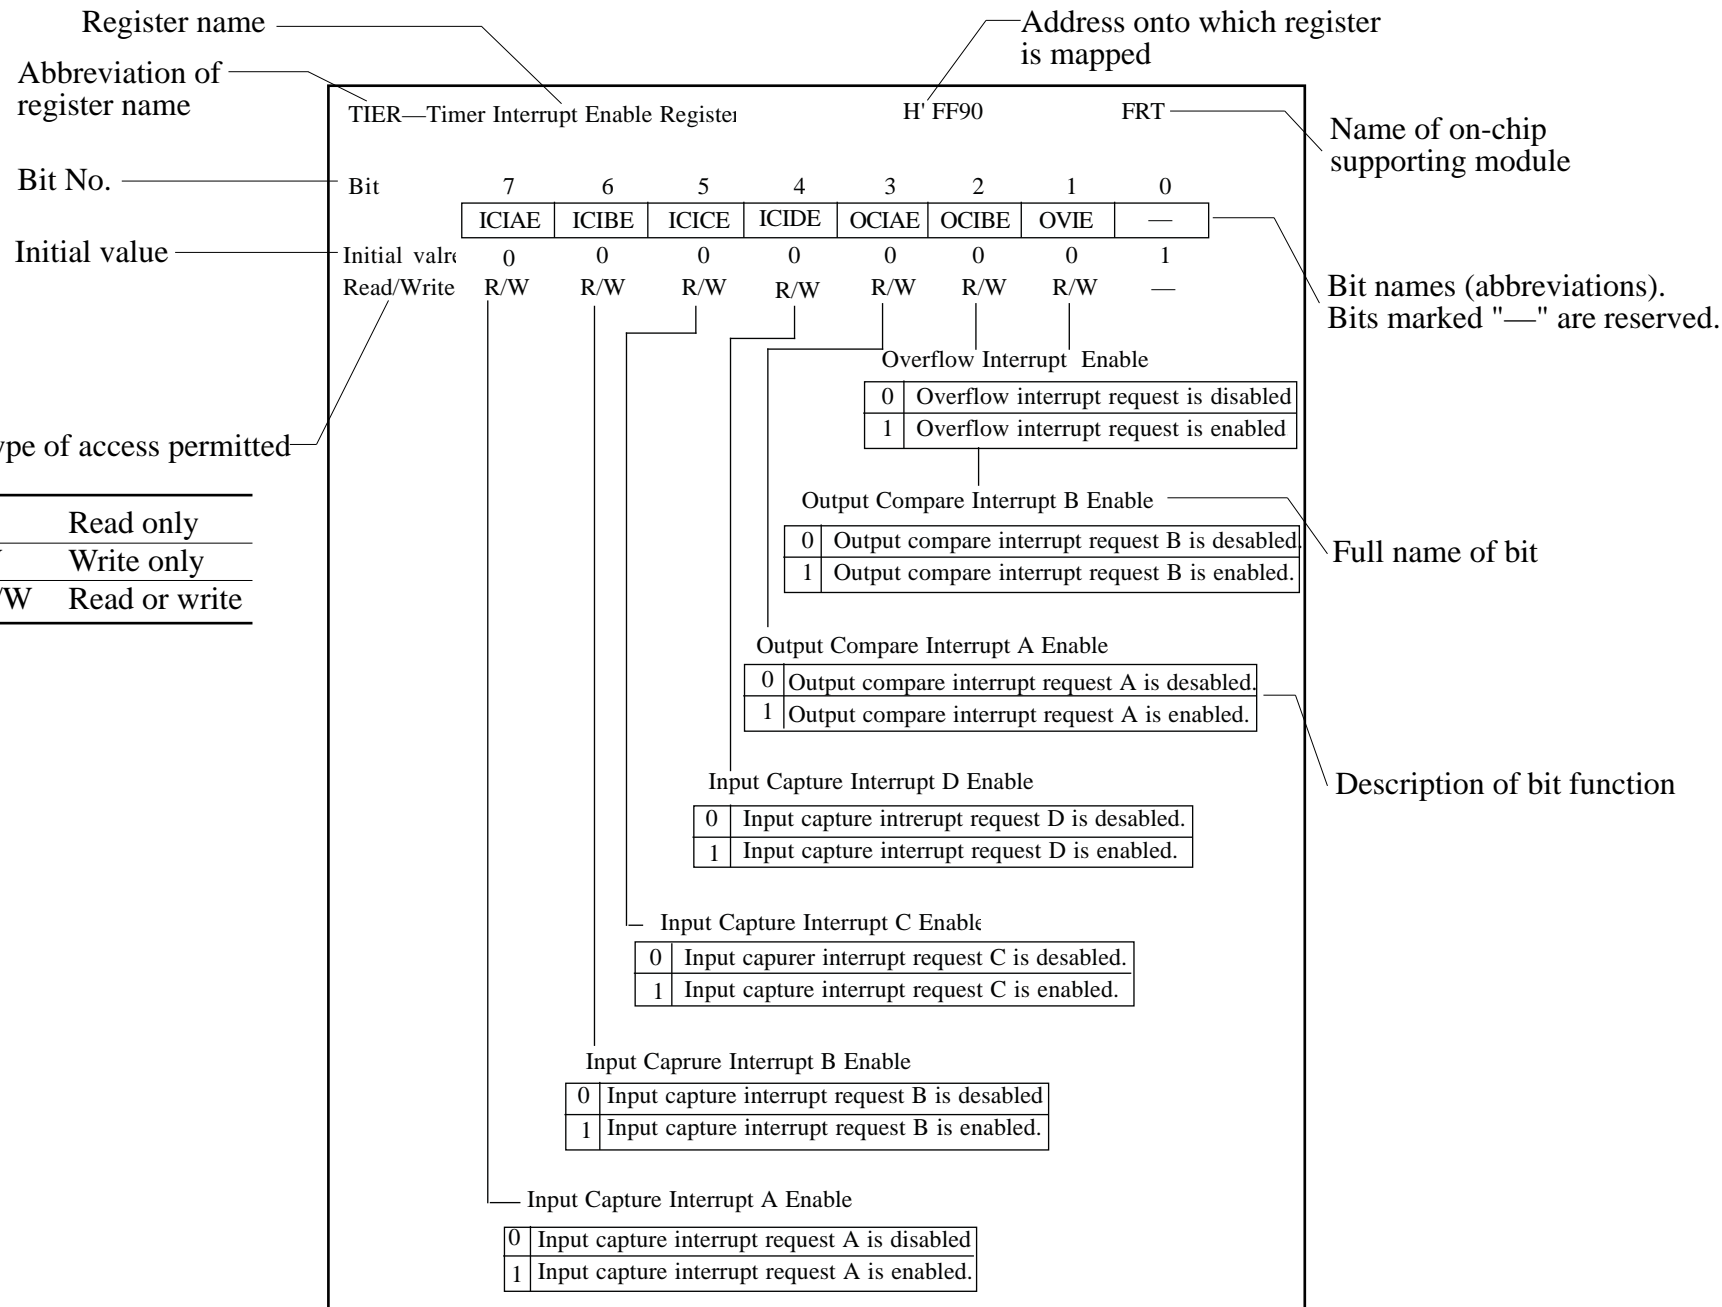 Register name
Address onto which register
is mapped
Abbreviation of
register name
TIER—Timer Interrupt Enable Register
H' FF90
FRT
Name of on-chip
supporting module
Bit No.
Bit 7 6 5 4 3 2 1 0
ICIAE ICIBE ICICE ICIDE OCIAE OCIBE OVIE —
Initial value
Initial valre 0 0 0 0 0 0 0 1
Read/Write R/W R/W R/W R/W R/W R/W R/W —
Bit names (abbreviations).
Bits marked "—" are reserved.
Overflow Interrupt Enable
0 Overflow interrupt request is disabled
1 Overflow interrupt request is enabled
ype of access permitted
Read only
Write only
/W Read or write
Output Compare Interrupt B Enable
0 Output compare interrupt request B is desabled.
1 Output compare interrupt request B is enabled.
Full name of bit
Output Compare Interrupt A Enable
0 Output compare interrupt request A is desabled.
1 Output compare interrupt request A is enabled.
Description of bit function
Input Capture Interrupt D Enable
0 Input capture intrerupt request D is desabled.
1 Input capture interrupt request D is enabled.
Input Capture Interrupt C Enable
0 Input capurer interrupt request C is desabled.
1 Input capture interrupt request C is enabled.
Input Caprure Interrupt B Enable
0 Input capture interrupt request B is desabled
1 Input capture interrupt request B is enabled.
Input Capture Interrupt A Enable
0 Input capture interrupt request A is disabled
1 Input capture interrupt request A is enabled.